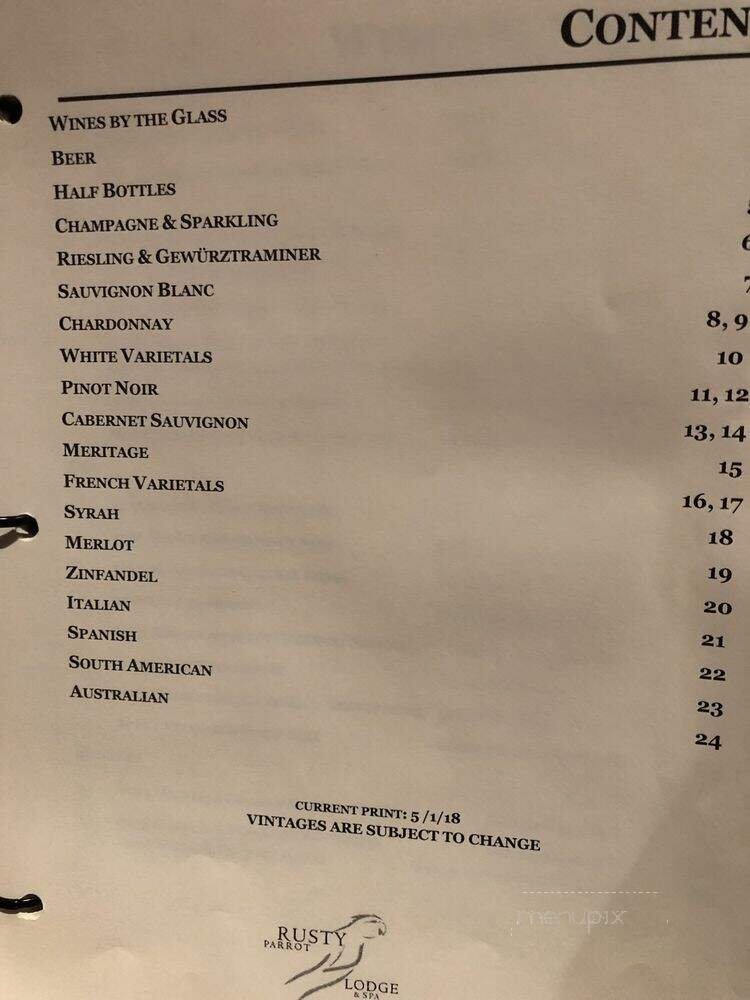 CONTEN
WINES BY THE GLASS
BEER
HALF BOTTLES
CHAMPAGNE & SPARKLING
RIESLING & GEWÜRZTRAMINER 6
SAUVIGNON BLANC 7
CHARDONNAY 8, 9
WHITE VARIETALS 10
PINOT NOIR 11, 12
CABERNET SAUVIGNON 13, 14
MERITAGE 15
FRENCH VARIETALS 16, 17
SYRAH 18
MERLOT 19
ZINFANDEL 20
ITALIAN 21
SPANISH 22
SOUTH AMERICAN 23
AUSTRALIAN 24
CURRENT PRINT: 5 /1/18
VINTAGES ARE SUBJECT TO CHANGE
menupix
RUSTY
PARROT
LODGE
& SPA